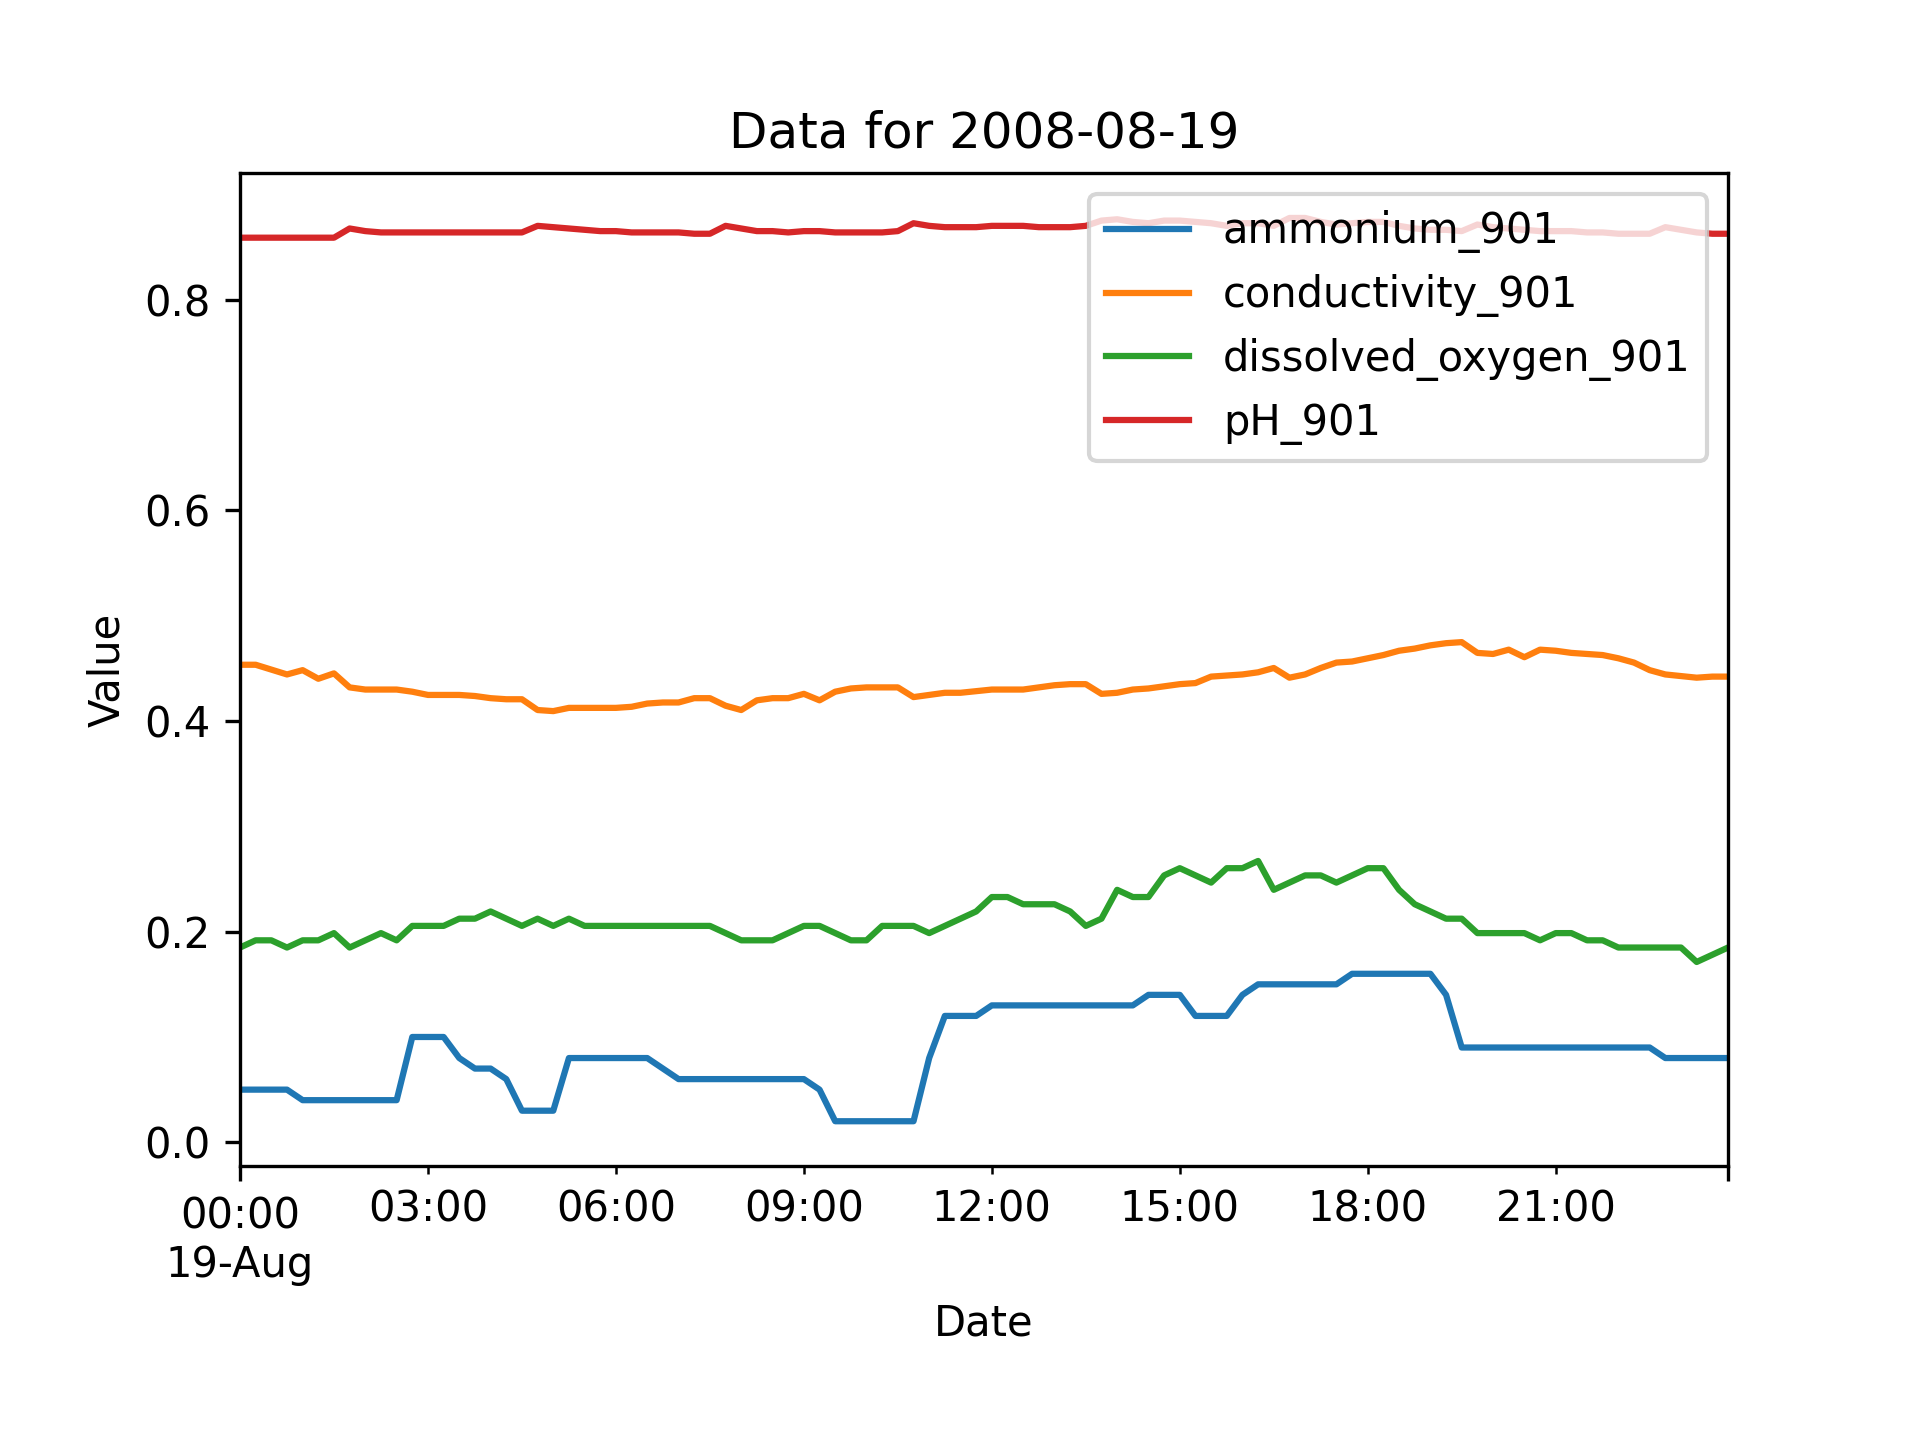 Data for 2008-08-19
ammonium_901
conductivity_901
dissolved_oxygen_901
pH_901
0.8
0.6
0.4
0.2
0.0
Value
00:00 03:00 06:00 09:00 12:00 15:00 18:00 21:00
19-Aug
Date